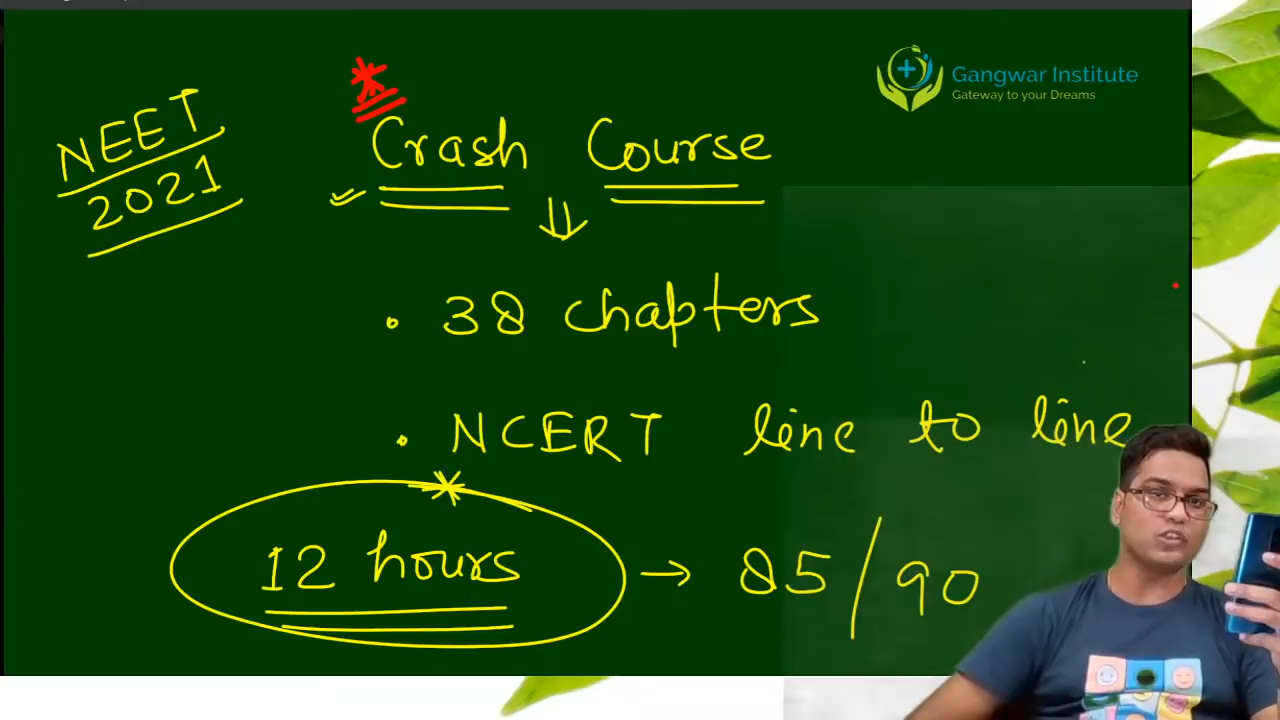 Gangwar Institute
Gateway to your Dreams
NEET
2021
* Crash Course
• 38 chapters
• NCERT line to line
12 hours → 85/90